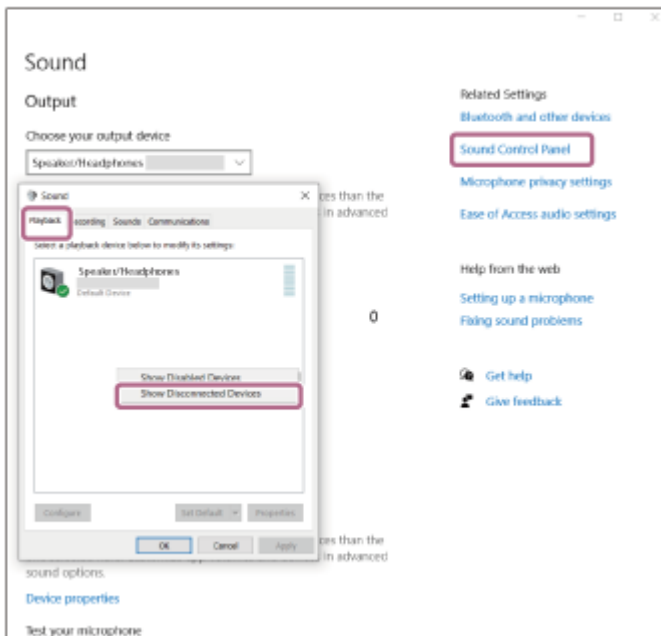 Sound
Output
Choose your output device
Speaker/Headphones
Sound
Playback Recording Sounds Communications
Select a playback device below to modify its settings:
Speaker/Headphones
Default Device
Show Disabled Devices
Show Disconnected Devices
Configure Set Default Properties
OK Cancel Apply
ces than the
in advanced
0
ces than the
in advanced
sound options.
Device properties
Test your microphone
Related Settings
Bluetooth and other devices
Sound Control Panel
Microphone privacy settings
Ease of Access audio settings
Help from the web
Setting up a microphone
Fixing sound problems
Get help
Give feedback